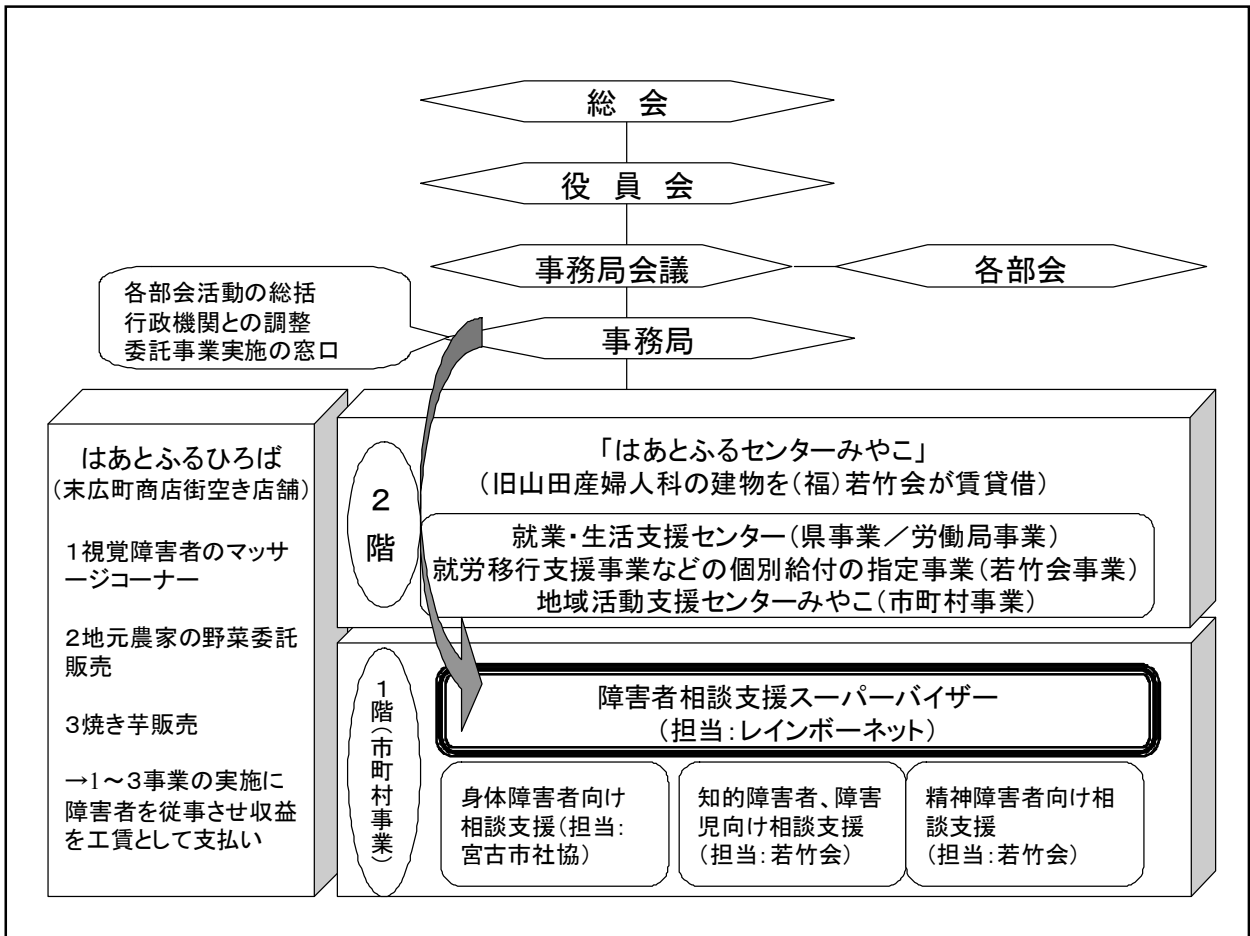 総 会
役 員 会
事務局会議
各部会
各部会活動の総括
行政機関との調整
委託事業実施の窓口
事務局
はあとふるひろば
(末広町商店街空き店舗)
1視覚障害者のマッサ
ージコーナー
2地元農家の野菜委託
販売
3焼き芋販売
→1～3事業の実施に
障害者を従事させ収益
を工賃として支払い
2
階
「はあとふるセンターみやこ」
(旧山田産婦人科の建物を(福)若竹会が賃貸借)
就業・生活支援センター(県事業／労働局事業)
就労移行支援事業などの個別給付の指定事業(若竹会事業)
地域活動支援センターみやこ(市町村事業)
1階(市町村事業)
障害者相談支援スーパーバイザー
(担当:レインボーネット)
身体障害者向け
相談支援(担当:
宮古市社協)
知的障害者、障害
児向け相談支援
(担当:若竹会)
精神障害者向け相
談支援
(担当:若竹会)